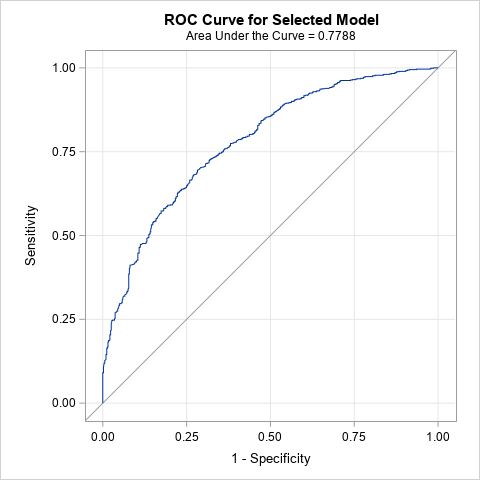 ROC Curve for Selected Model
Area Under the Curve = 0.7788
1.00
0.75
0.50
0.25
0.00
Sensitivity
0.00 0.25 0.50 0.75 1.00
1 - Specificity